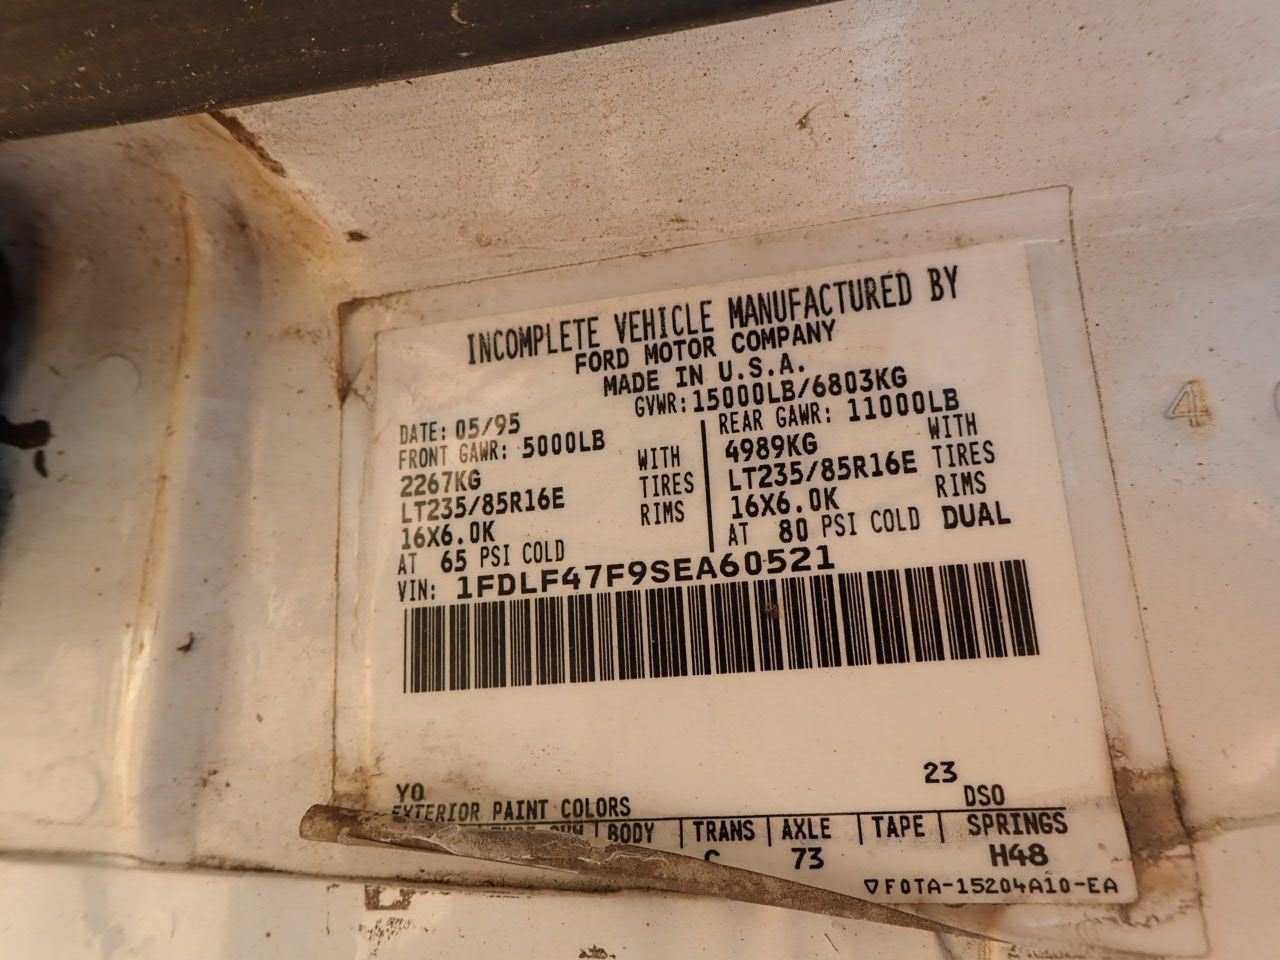 INCOMPLETE VEHICLE MANUFACTURED BY
FORD MOTOR COMPANY
MADE IN U.S.A.
DATE: 05/95 GVWR: 15000LB/6803KG
FRONT GAWR: 5000LB
2267KG WITH
LT235/85R16E TIRES
16X6.0K RIMS
AT 65 PSI COLD
REAR GAWR: 11000LB
4989KG WITH
LT235/85R16E TIRES
16X6.0K RIMS
AT 80 PSI COLD DUAL
VIN: 1FDLF47F9SEA60521
YO 23
EXTERIOR PAINT COLORS DSO
BODY TRANS AXLE TAPE SPRINGS
C 73 H48
▽F0TA-15204A10-EA
4